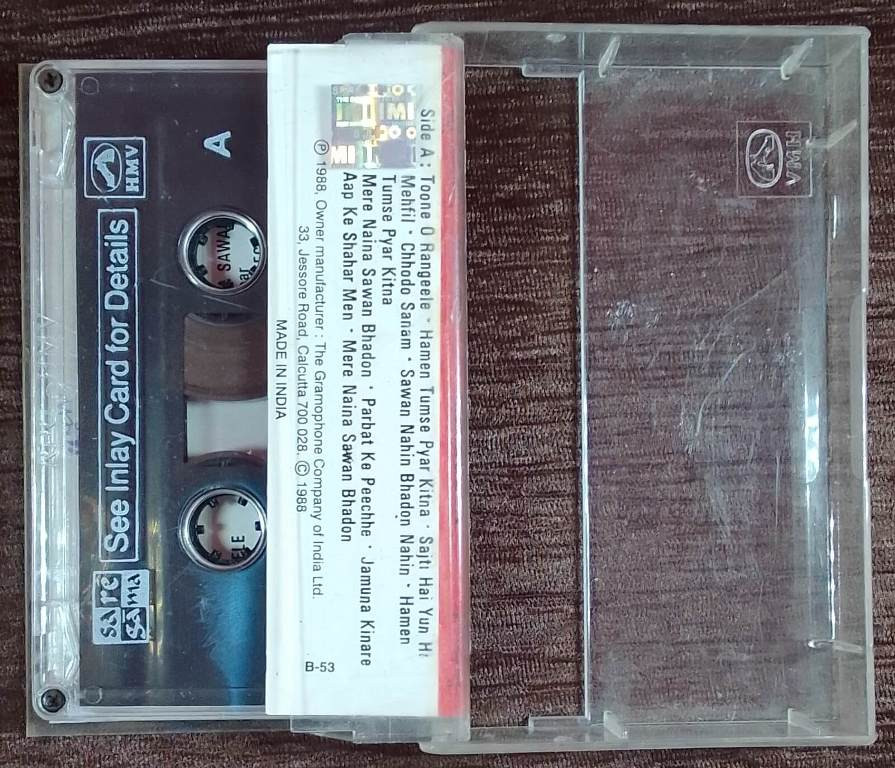 Side A : Toone O Rangeele · Hamen Tumse Pyar Kitna · Sajti Hai Yun Hi
Mehfil · Chhodo Sanam · Sawan Nahin Bhadon Nahin · Hamen
Tumse Pyar Kitna
Mere Naina Sawan Bhadon · Parbat Ke Peechhe · Jamuna Kinare
Aap Ke Shahar Men · Mere Naina Sawan Bhadon
Ⓟ 1988. Owner manufacturer : The Gramophone Company of India Ltd.
33, Jessore Road, Calcutta 700 028. © 1988
MADE IN INDIA
B-53
A
SAWA
ELE
HMV
See Inlay Card for Details
sa re
ga ma
HMV